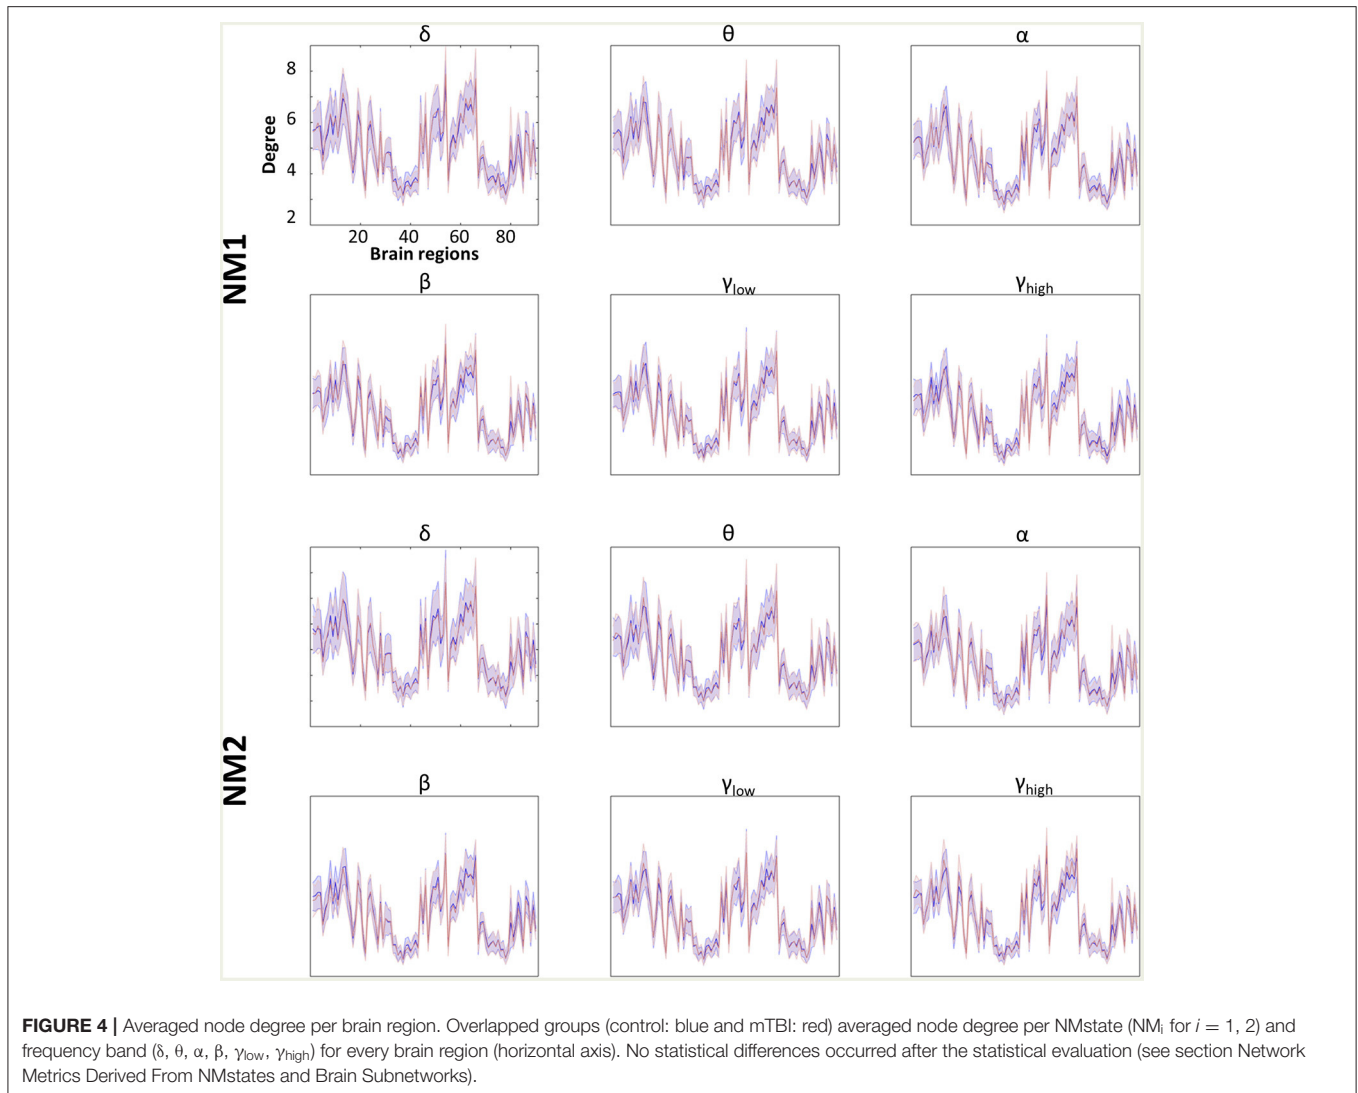 δ θ α
8
6
4
2
Degree
20 40 60 80
Brain regions
NM1
β γlow γhigh
δ θ α
NM2
β γlow γhigh
FIGURE 4 | Averaged node degree per brain region. Overlapped groups (control: blue and mTBI: red) averaged node degree per NMstate (NMi for i = 1, 2) and
frequency band (δ, θ, α, β, γlow, γhigh) for every brain region (horizontal axis). No statistical differences occurred after the statistical evaluation (see section Network
Metrics Derived From NMstates and Brain Subnetworks).